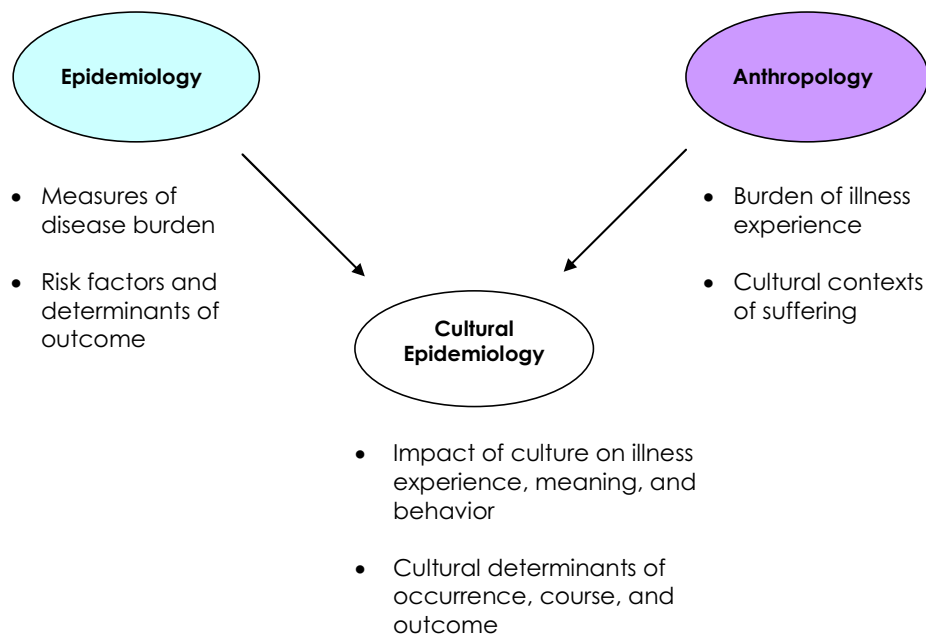 Epidemiology
• Measures of
disease burden
• Risk factors and
determinants of
outcome
Anthropology
• Burden of illness
experience
• Cultural contexts
of suffering
Cultural
Epidemiology
• Impact of culture on illness
experience, meaning, and
behavior
• Cultural determinants of
occurrence, course, and
outcome